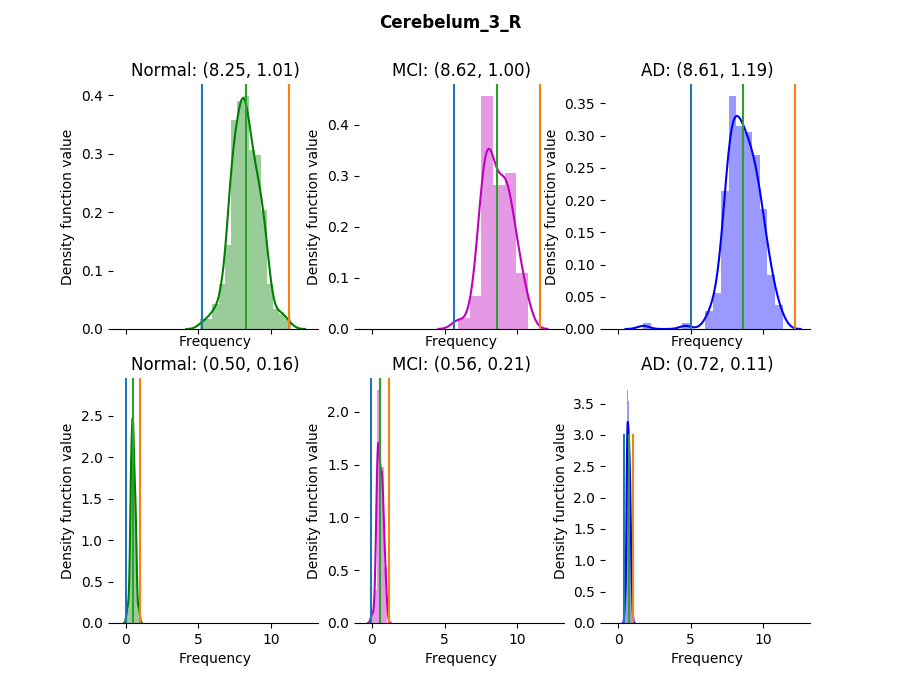 Cerebelum_3_R
Normal: (8.25, 1.01)
MCI: (8.62, 1.00)
AD: (8.61, 1.19)
Density function value
0.4
0.3
0.2
0.1
0.0
Frequency
Density function value
0.4
0.3
0.2
0.1
0.0
Frequency
Density function value
0.35
0.30
0.25
0.20
0.15
0.10
0.05
0.00
Frequency
Normal: (0.50, 0.16)
MCI: (0.56, 0.21)
AD: (0.72, 0.11)
Density function value
2.5
2.0
1.5
1.0
0.5
0.0
0 5 10
Frequency
Density function value
2.0
1.5
1.0
0.5
0.0
0 5 10
Frequency
Density function value
3.5
3.0
2.5
2.0
1.5
1.0
0.5
0.0
0 5 10
Frequency